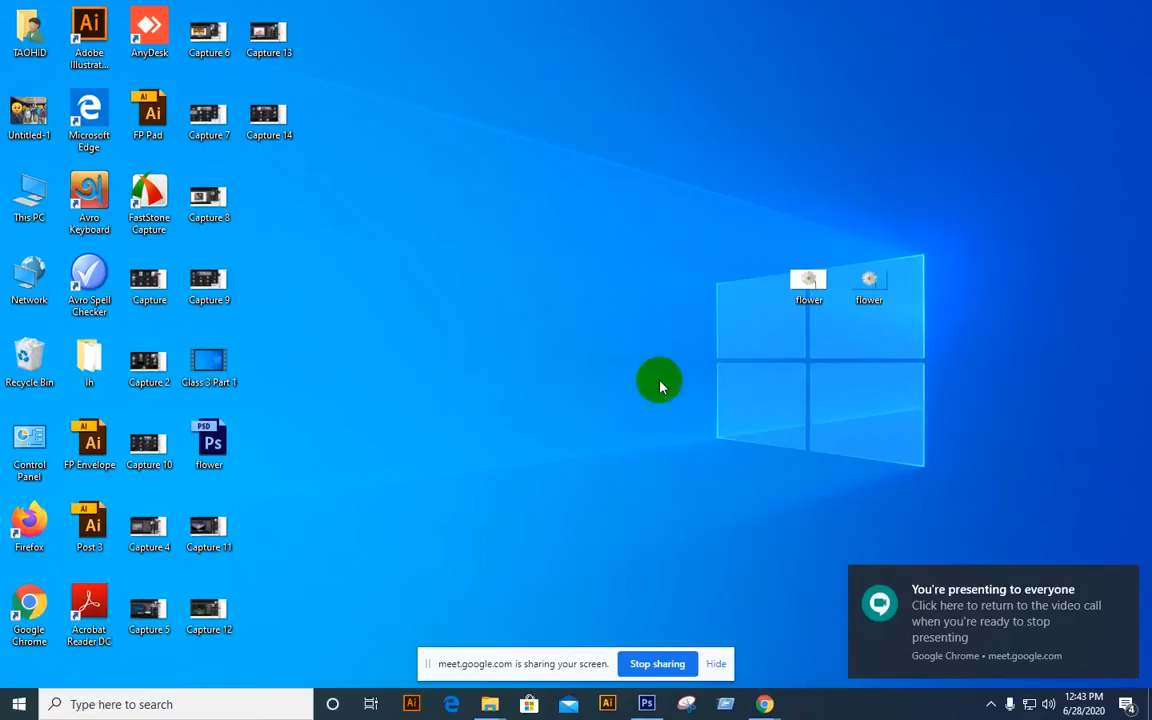 TAOHID
Adobe
Illustrat...
AnyDesk
Capture 6
Capture 13
Untitled-1
Microsoft
Edge
FP Pad
Capture 7
Capture 14
This PC
Avro
Keyboard
FastStone
Capture
Capture 8
Network
Avro Spell
Checker
Capture
Capture 9
flower
flower
Recycle Bin
lh
Capture 2
Class 3 Part 1
Control
Panel
FP Envelope
Capture 10
PSD
Ps
flower
Firefox
Post 3
Capture 4
Capture 11
Google
Chrome
Acrobat
Reader DC
Capture 5
Capture 12
You're presenting to everyone
Click here to return to the video call
when you're ready to stop
presenting
Google Chrome • meet.google.com
meet.google.com is sharing your screen.
Stop sharing
Hide
Type here to search
12:43 PM
6/28/2020
4